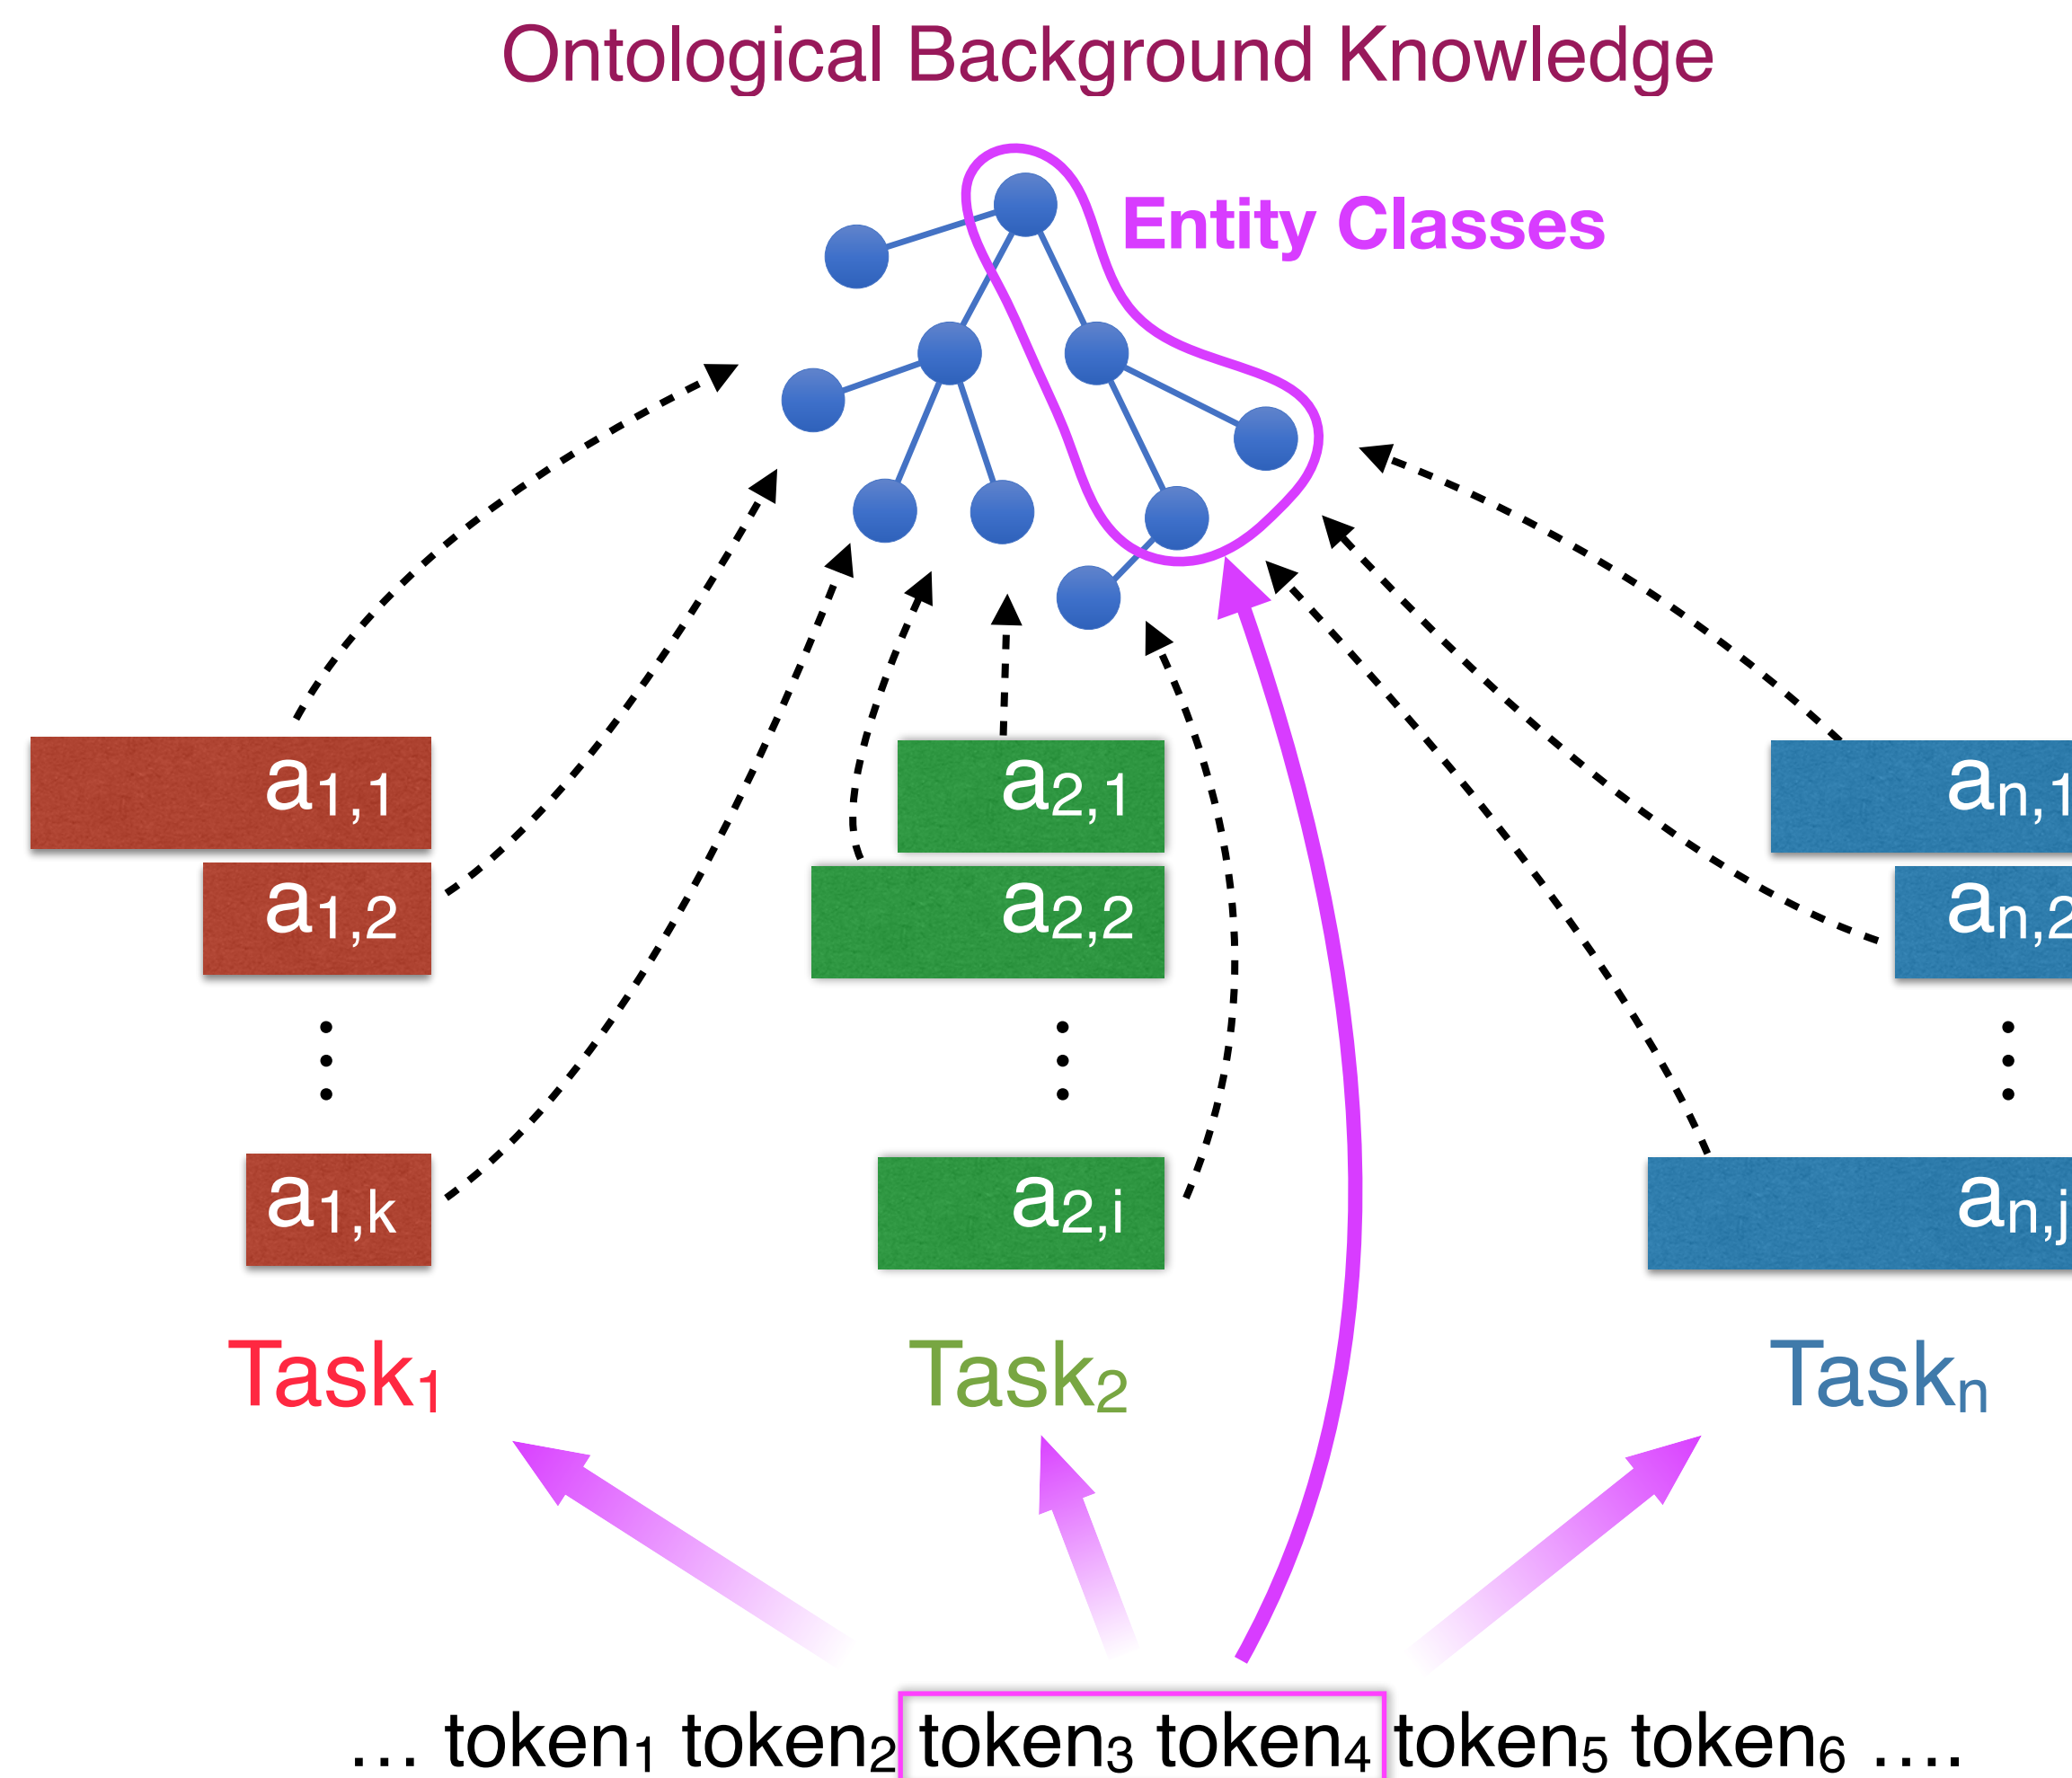 Ontological Background Knowledge
Entity Classes
a1,1 a2,1 an,1
a1,2 a2,2 an,2
a1,k a2,i an,j
Task1 Task2 Taskn
… token1 token2 token3 token4 token5 token6 ….